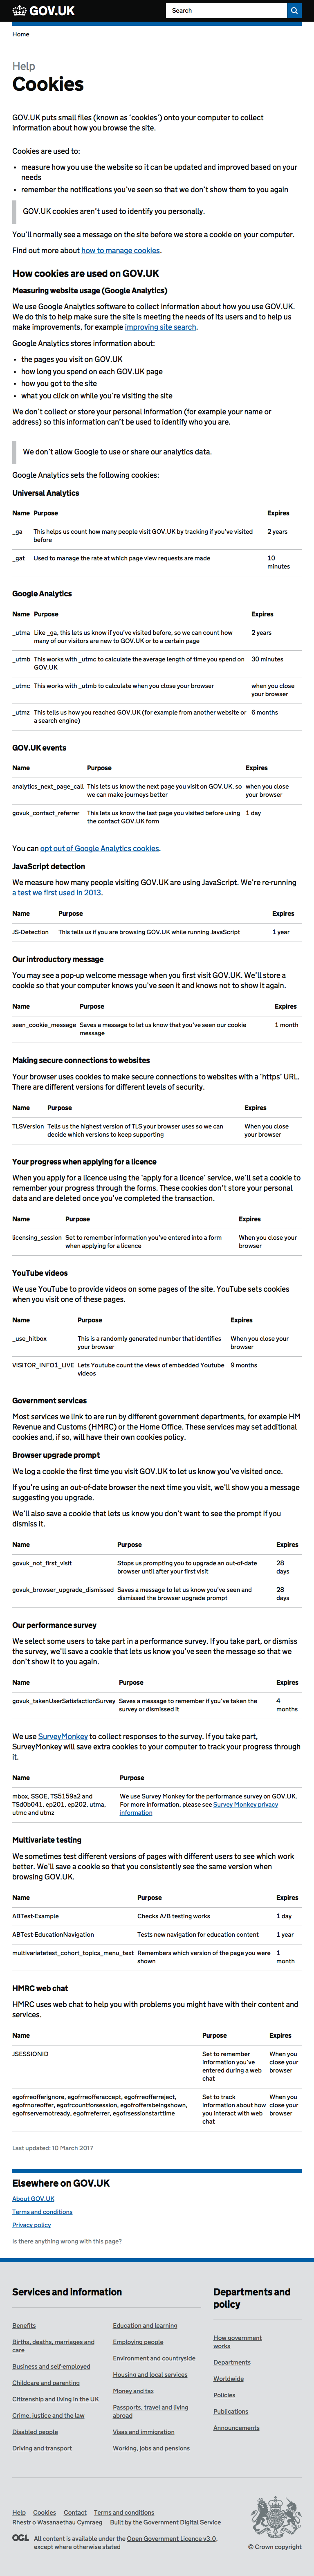 GOV.UK
Search
Home
Help
Cookies
GOV.UK puts small files (known as ‘cookies’) onto your computer to collect
information about how you browse the site.
Cookies are used to:
measure how you use the website so it can be updated and improved based on your
needs
remember the notifications you’ve seen so that we don’t show them to you again
GOV.UK cookies aren’t used to identify you personally.
You’ll normally see a message on the site before we store a cookie on your computer.
Find out more about how to manage cookies.
How cookies are used on GOV.UK
Measuring website usage (Google Analytics)
We use Google Analytics software to collect information about how you use GOV.UK.
We do this to help make sure the site is meeting the needs of its users and to help us
make improvements, for example improving site search.
Google Analytics stores information about:
the pages you visit on GOV.UK
how long you spend on each GOV.UK page
how you got to the site
what you click on while you’re visiting the site
We don’t collect or store your personal information (for example your name or
address) so this information can’t be used to identify who you are.
We don’t allow Google to use or share our analytics data.
Google Analytics sets the following cookies:
Universal Analytics
Name Purpose Expires
_ga This helps us count how many people visit GOV.UK by tracking if you’ve visited 2 years
before
_gat Used to manage the rate at which page view requests are made 10
minutes
Google Analytics
Name Purpose Expires
_utma Like _ga, this lets us know if you’ve visited before, so we can count how 2 years
many of our visitors are new to GOV.UK or to a certain page
_utmb This works with _utmc to calculate the average length of time you spend on 30 minutes
GOV.UK
_utmc This works with _utmb to calculate when you close your browser when you close
your browser
_utmz This tells us how you reached GOV.UK (for example from another website or 6 months
a search engine)
GOV.UK events
Name Purpose Expires
analytics_next_page_call This lets us know the next page you visit on GOV.UK, so when you close
we can make journeys better your browser
govuk_contact_referrer This lets us know the last page you visited before using 1 day
the contact GOV.UK form
You can opt out of Google Analytics cookies.
JavaScript detection
We measure how many people visiting GOV.UK are using JavaScript. We’re re-running
a test we first used in 2013.
Name Purpose Expires
JS-Detection This tells us if you are browsing GOV.UK while running JavaScript 1 year
Our introductory message
You may see a pop-up welcome message when you first visit GOV.UK. We’ll store a
cookie so that your computer knows you’ve seen it and knows not to show it again.
Name Purpose Expires
seen_cookie_message Saves a message to let us know that you’ve seen our cookie 1 month
message
Making secure connections to websites
Your browser uses cookies to make secure connections to websites with a ‘https’ URL.
There are different versions for different levels of security.
Name Purpose Expires
TLSVersion Tells us the highest version of TLS your browser uses so we can When you close
decide which versions to keep supporting your browser
Your progress when applying for a licence
When you apply for a licence using the ‘apply for a licence’ service, we’ll set a cookie to
remember your progress through the forms. These cookies don’t store your personal
data and are deleted once you’ve completed the transaction.
Name Purpose Expires
licensing_session Set to remember information you’ve entered into a form When you close your
when applying for a licence browser
YouTube videos
We use YouTube to provide videos on some pages of the site. YouTube sets cookies
when you visit one of these pages.
Name Purpose Expires
_use_hitbox This is a randomly generated number that identifies When you close your
your browser browser
VISITOR_INFO1_LIVE Lets Youtube count the views of embedded Youtube 9 months
videos
Government services
Most services we link to are run by different government departments, for example HM
Revenue and Customs (HMRC) or the Home Office. These services may set additional
cookies and, if so, will have their own cookies policy.
Browser upgrade prompt
We log a cookie the first time you visit GOV.UK to let us know you’ve visited once.
If you’re using an out-of-date browser the next time you visit, we’ll show you a message
suggesting you upgrade.
We’ll also save a cookie that lets us know you don’t want to see the prompt if you
dismiss it.
Name Purpose Expires
govuk_not_first_visit Stops us prompting you to upgrade an out-of-date 28
browser until after your first visit days
govuk_browser_upgrade_dismissed Saves a message to let us know you’ve seen and 28
dismissed the browser upgrade prompt days
Our performance survey
We select some users to take part in a performance survey. If you take part, or dismiss
the survey, we’ll save a cookie that lets us know you’ve seen the message so that we
don’t show it to you again.
Name Purpose Expires
govuk_takenUserSatisfactionSurvey Saves a message to remember if you’ve taken the 4
survey or dismissed it months
We use SurveyMonkey to collect responses to the survey. If you take part,
SurveyMonkey will save extra cookies to your computer to track your progress through
it.
Name Purpose
mbox, SSOE, TS5159a2 and We use Survey Monkey for the performance survey on GOV.UK.
TSd0b041, ep201, ep202, utma, For more information, please see Survey Monkey privacy
utmc and utmz information
Multivariate testing
We sometimes test different versions of pages with different users to see which work
better. We’ll save a cookie so that you consistently see the same version when
browsing GOV.UK.
Name Purpose Expires
ABTest-Example Checks A/B testing works 1 day
ABTest-EducationNavigation Tests new navigation for education content 1 year
multivariatetest_cohort_topics_menu_text Remembers which version of the page you were 1
shown month
HMRC web chat
HMRC uses web chat to help you with problems you might have with their content and
services.
Name Purpose Expires
JSESSIONID Set to remember When you
information you’ve close your
entered during a web browser
chat
egofrreofferignore, egofrreofferaccept, egofrreofferreject, Set to track When you
egofrnoreoffer, egofrcountforsession, egofroffersbeingshown, information about how close your
egofrservernotready, egofrreferrer, egofrsessionstarttime you interact with web browser
chat
Last updated: 10 March 2017
Elsewhere on GOV.UK
About GOV.UK
Terms and conditions
Privacy policy
Is there anything wrong with this page?
Services and information
Benefits
Births, deaths, marriages and
care
Business and self-employed
Childcare and parenting
Citizenship and living in the UK
Crime, justice and the law
Disabled people
Driving and transport
Education and learning
Employing people
Environment and countryside
Housing and local services
Money and tax
Passports, travel and living
abroad
Visas and immigration
Working, jobs and pensions
Departments and
policy
How government
works
Departments
Worldwide
Policies
Publications
Announcements
Help Cookies Contact Terms and conditions
Rhestr o Wasanaethau Cymraeg Built by the Government Digital Service
OGL All content is available under the Open Government Licence v3.0,
except where otherwise stated
© Crown copyright